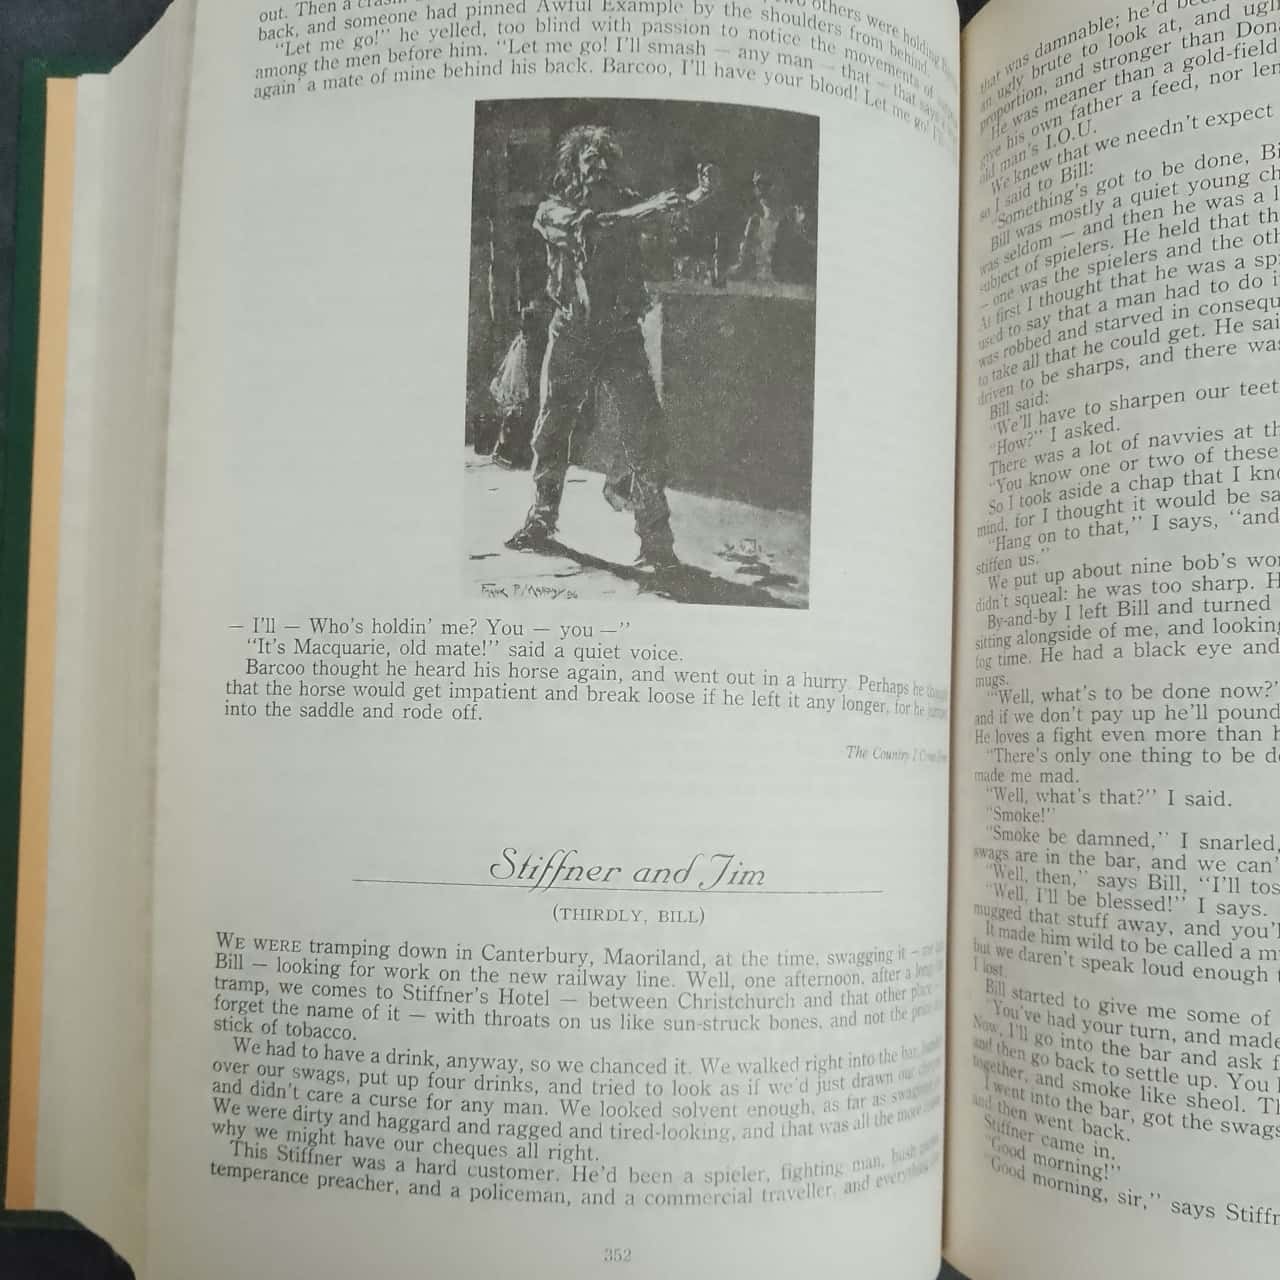 out. Then a
two others were holding
back, and someone had pinned Awful Example by the shoulders from behind.
“Let me go!” he yelled, too blind with passion to notice the movements of
among the men before him. “Let me go! I’ll smash — any man — that — that says a
again’ a mate of mine behind his back. Barcoo, I’ll have your blood! Let me go!
— I’ll — Who’s holdin’ me? You — you —”
“It’s Macquarie, old mate!” said a quiet voice.
Barcoo thought he heard his horse again, and went out in a hurry. Perhaps he
that the horse would get impatient and break loose if he left it any longer, for he
into the saddle and rode off.
The Country I
Stiffner and Jim
(THIRDLY, BILL)
WE WERE tramping down in Canterbury, Maoriland, at the time, swagging it —
Bill — looking for work on the new railway line. Well, one afternoon, after a long
tramp, we comes to Stiffner’s Hotel — between Christchurch and that other place —
forget the name of it — with throats on us like sun-struck bones, and not the price
stick of tobacco.
We had to have a drink, anyway, so we chanced it. We walked right into the bar,
over our swags, put up four drinks, and tried to look as if we’d just drawn our
and didn’t care a curse for any man. We looked solvent enough, as far as
We were dirty and haggard and ragged and tired-looking, and that was all the more
why we might have our cheques all right.
This Stiffner was a hard customer. He’d been a spieler, fighting man, bush
temperance preacher, and a policeman, and a commercial traveller, and
352
that was damnable; he’d
an ugly brute to look at, and
proportion, and stronger than
He was meaner than a gold-field
give his own father a feed, nor
old man’s I.O.U.
We knew that we needn’t expect
so I said to Bill:
“Something’s got to be done,
Bill was mostly a quiet young
was seldom — and then he was a
subject of spielers. He held that
— one was the spielers and the
At first I thought that he was a
used to say that a man had to do
was robbed and starved in
to take all that he could get. He
driven to be sharps, and there
Bill said:
“We’ll have to sharpen our
“How?” I asked.
There was a lot of navvies at
“You know one or two of these
So I took aside a chap that I
mind, for I thought it would be
“Hang on to that,” I says, “and
stiffen us.”
We put up about nine bob’s
didn’t squeal: he was too sharp.
By-and-by I left Bill and turned
sitting alongside of me, and
fog time. He had a black eye and
mugs.
“Well, what’s to be done now?”
and if we don’t pay up he’ll pound
He loves a fight even more than
“There’s only one thing to be
made me mad.
“Well, what’s that?” I said.
“Smoke!”
“Smoke be damned,” I snarled,
swags are in the bar, and we can’
“Well, then,” says Bill, “I’ll
“Well, I’ll be blessed!” I says.
mugged that stuff away, and
It made him wild to be called a
but we daren’t speak loud enough
I lost.
Bill started to give me some of
“You’ve had your turn, and made
Now, I’ll go into the bar and ask
and then go back to settle up. You
together, and smoke like sheol.
I went into the bar, got the swags
and then went back.
Stiffner came in.
“Good morning!”
“Good morning, sir,” says